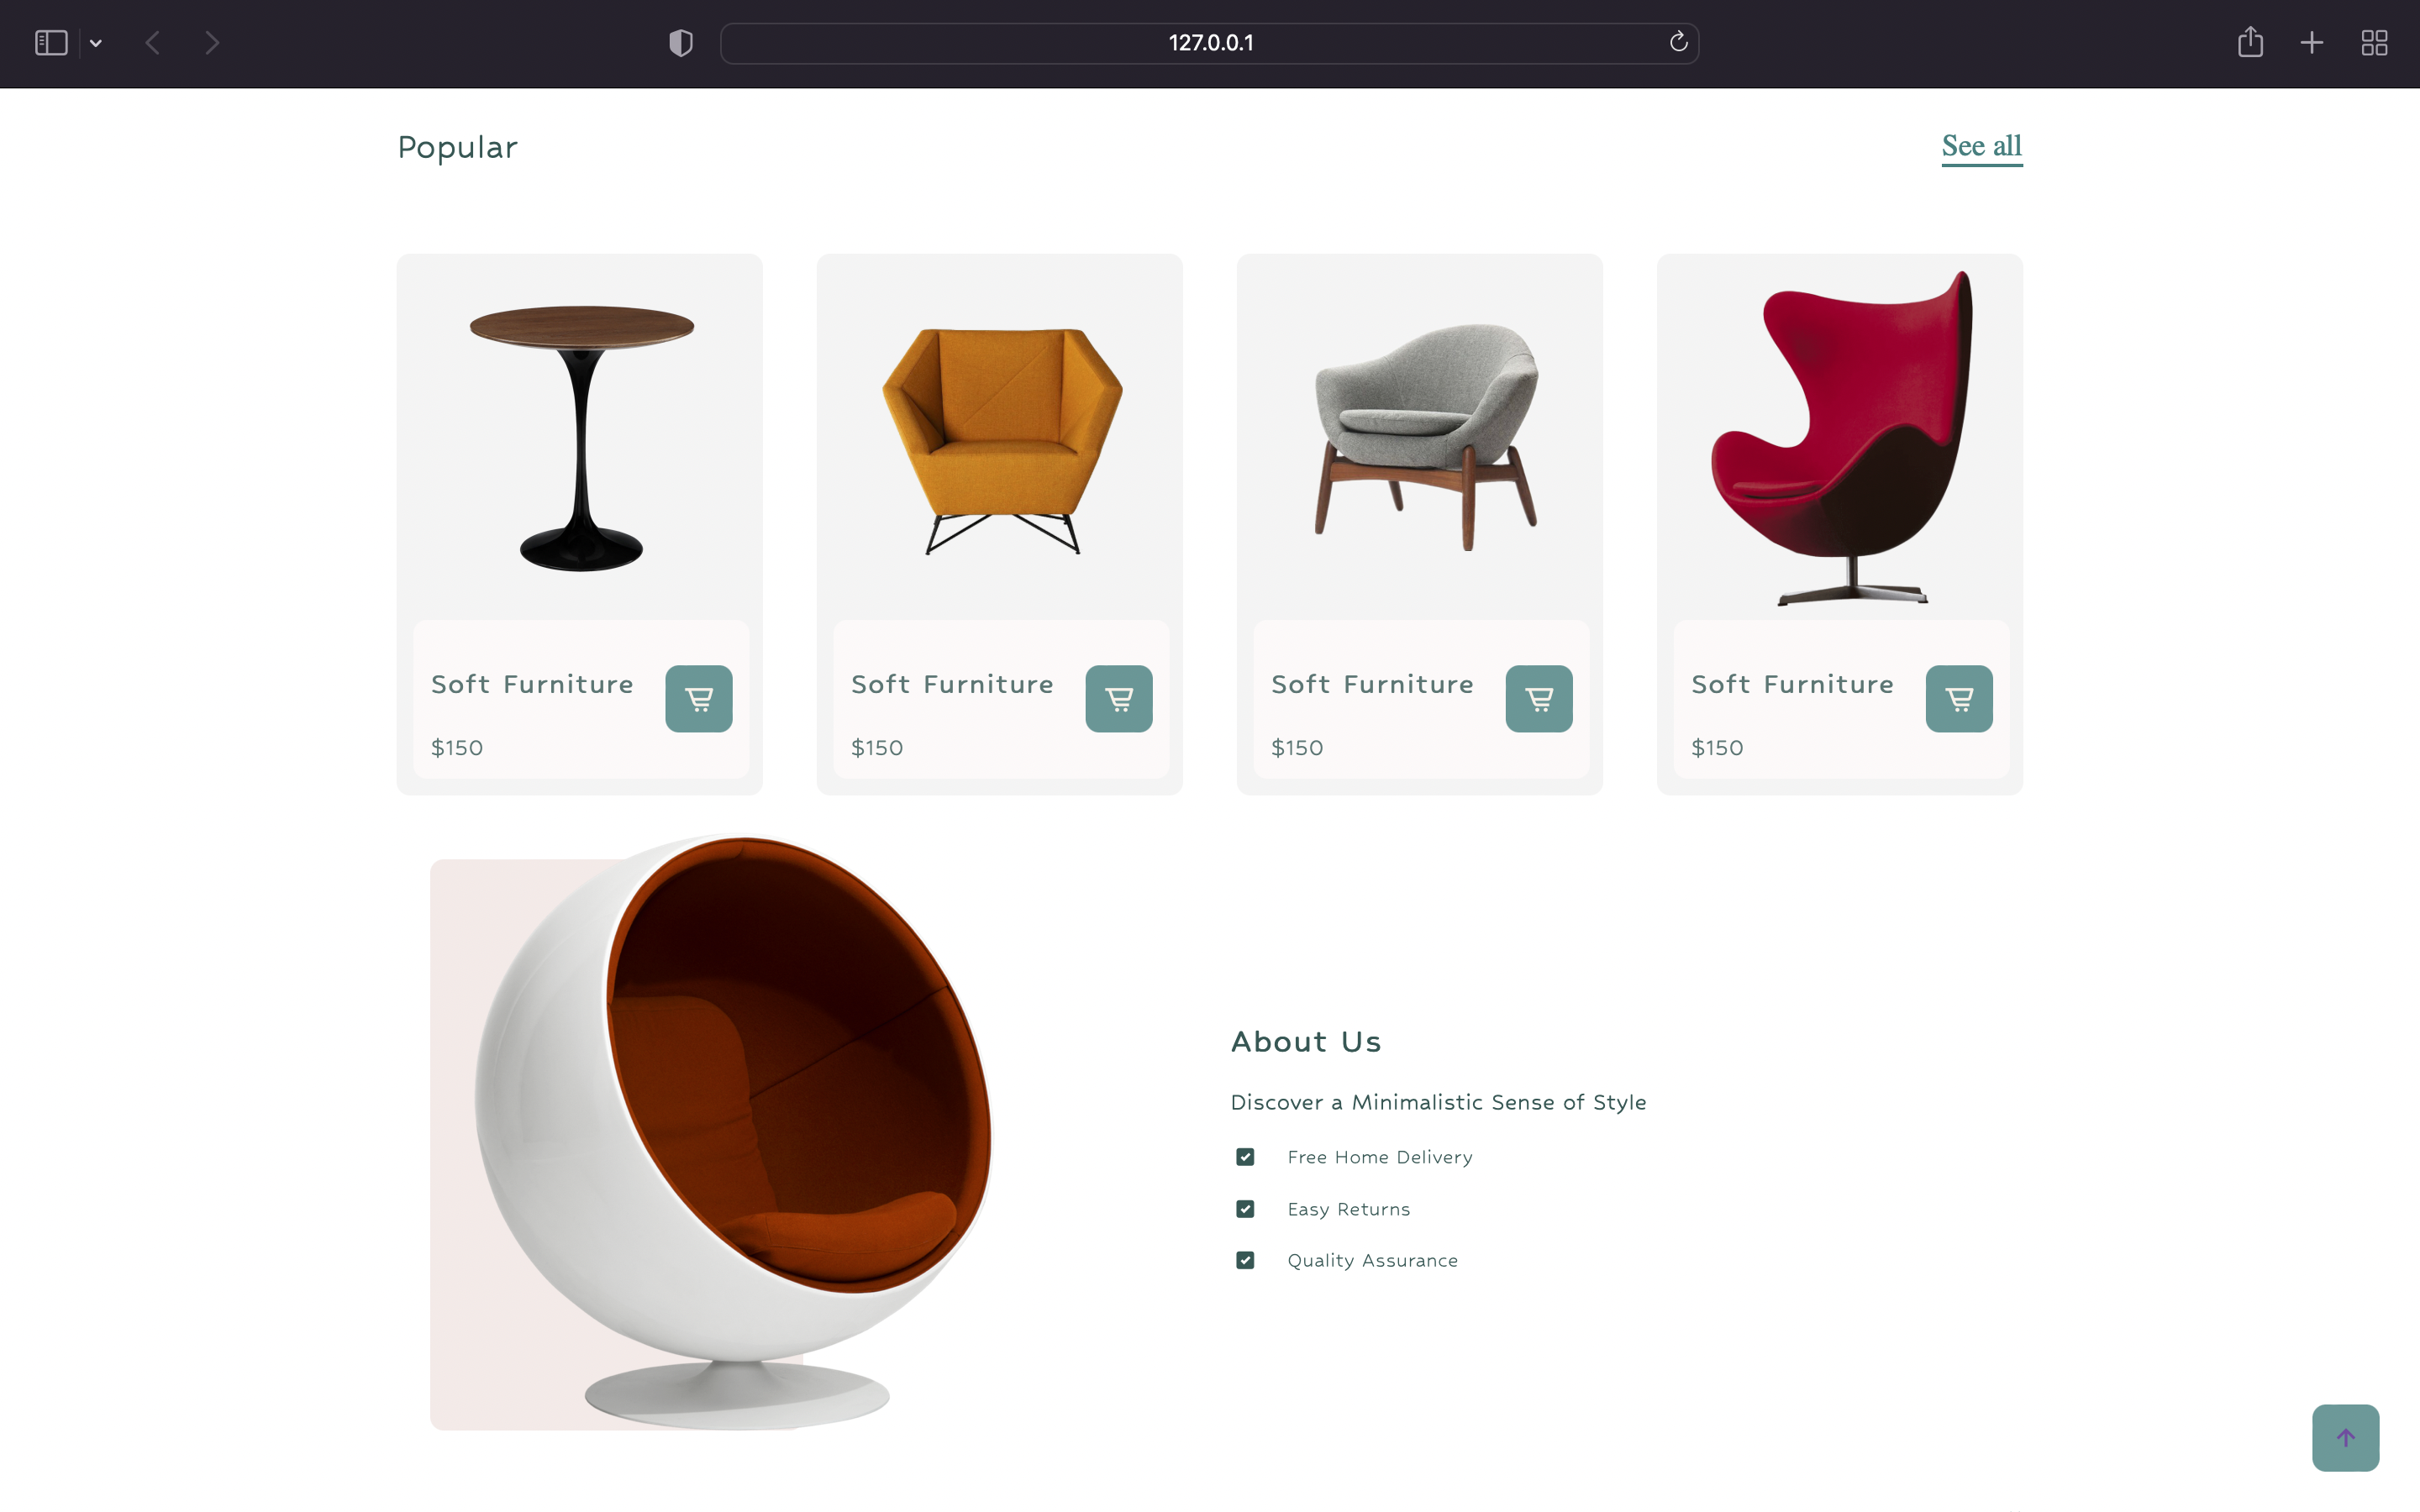 127.0.0.1
Popular
See all
Soft Furniture
$150
Soft Furniture
$150
Soft Furniture
$150
Soft Furniture
$150
About Us
Discover a Minimalistic Sense of Style
Free Home Delivery
Easy Returns
Quality Assurance